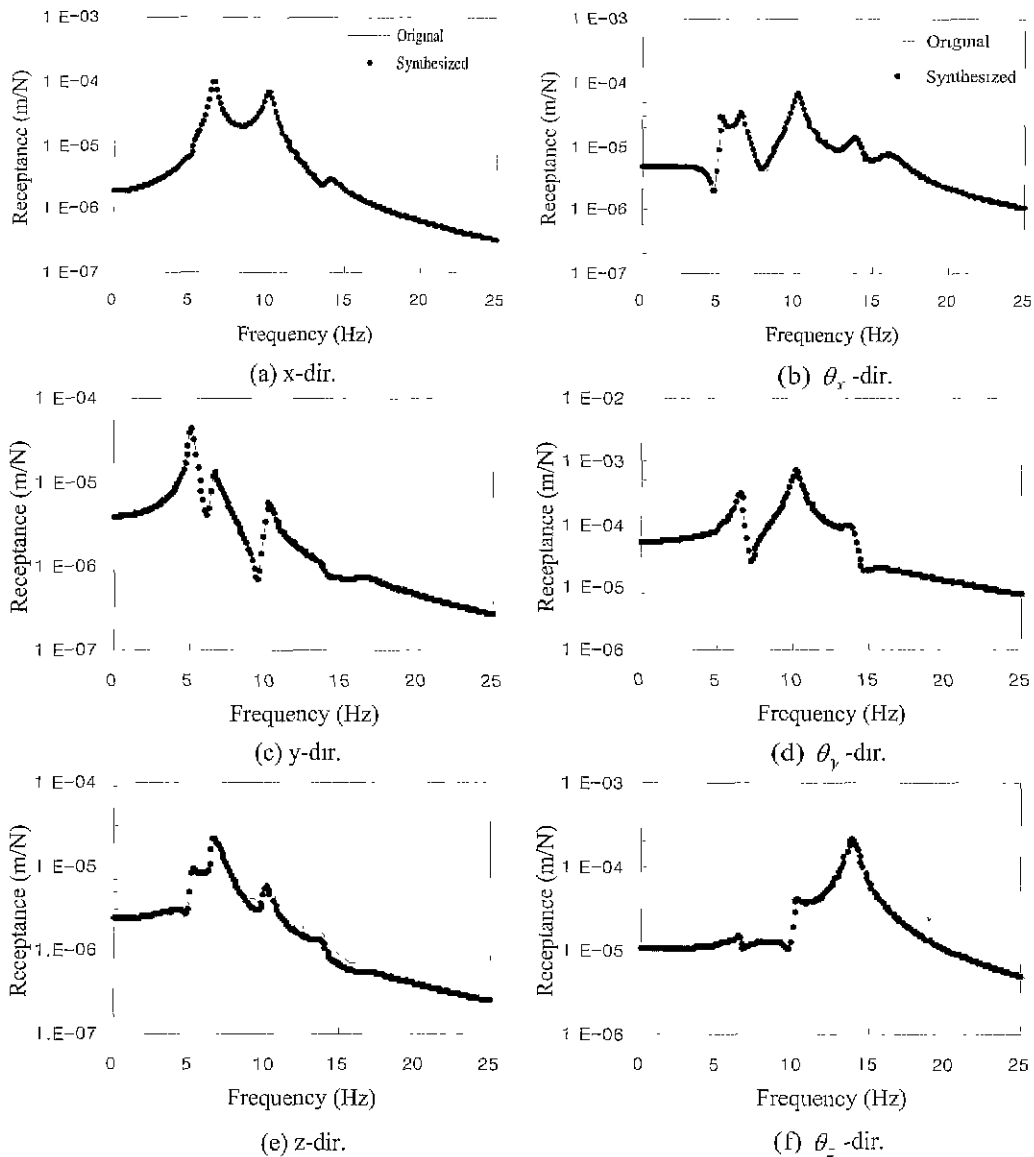 1 E-03
1 E-04
1 E-05
1 E-06
1 E-07
Receptance (m/N)
Original
Synthesized
0 5 10 15 20 25
Frequency (Hz)
(a) x-dir.
1 E-03
1 E-04
1 E-05
1 E-06
1 E-07
Receptance (m/N)
Original
Synthesized
0 5 10 15 20 25
Frequency (Hz)
(b) θx -dir.
1 E-04
1 E-05
1 E-06
1 E-07
Receptance (m/N)
0 5 10 15 20 25
Frequency (Hz)
(c) y-dir.
1 E-02
1 E-03
1 E-04
1 E-05
1 E-06
Receptance (m/N)
0 5 10 15 20 25
Frequency (Hz)
(d) θy -dir.
1 E-04
1.E-05
1 E-06
1.E-07
Receptance (m/N)
0 5 10 15 20 25
Frequency (Hz)
(e) z-dir.
1 E-03
1 E-04
1 E-05
1 E-06
Receptance (m/N)
0 5 10 15 20 25
Frequency (Hz)
(f) θz -dir.